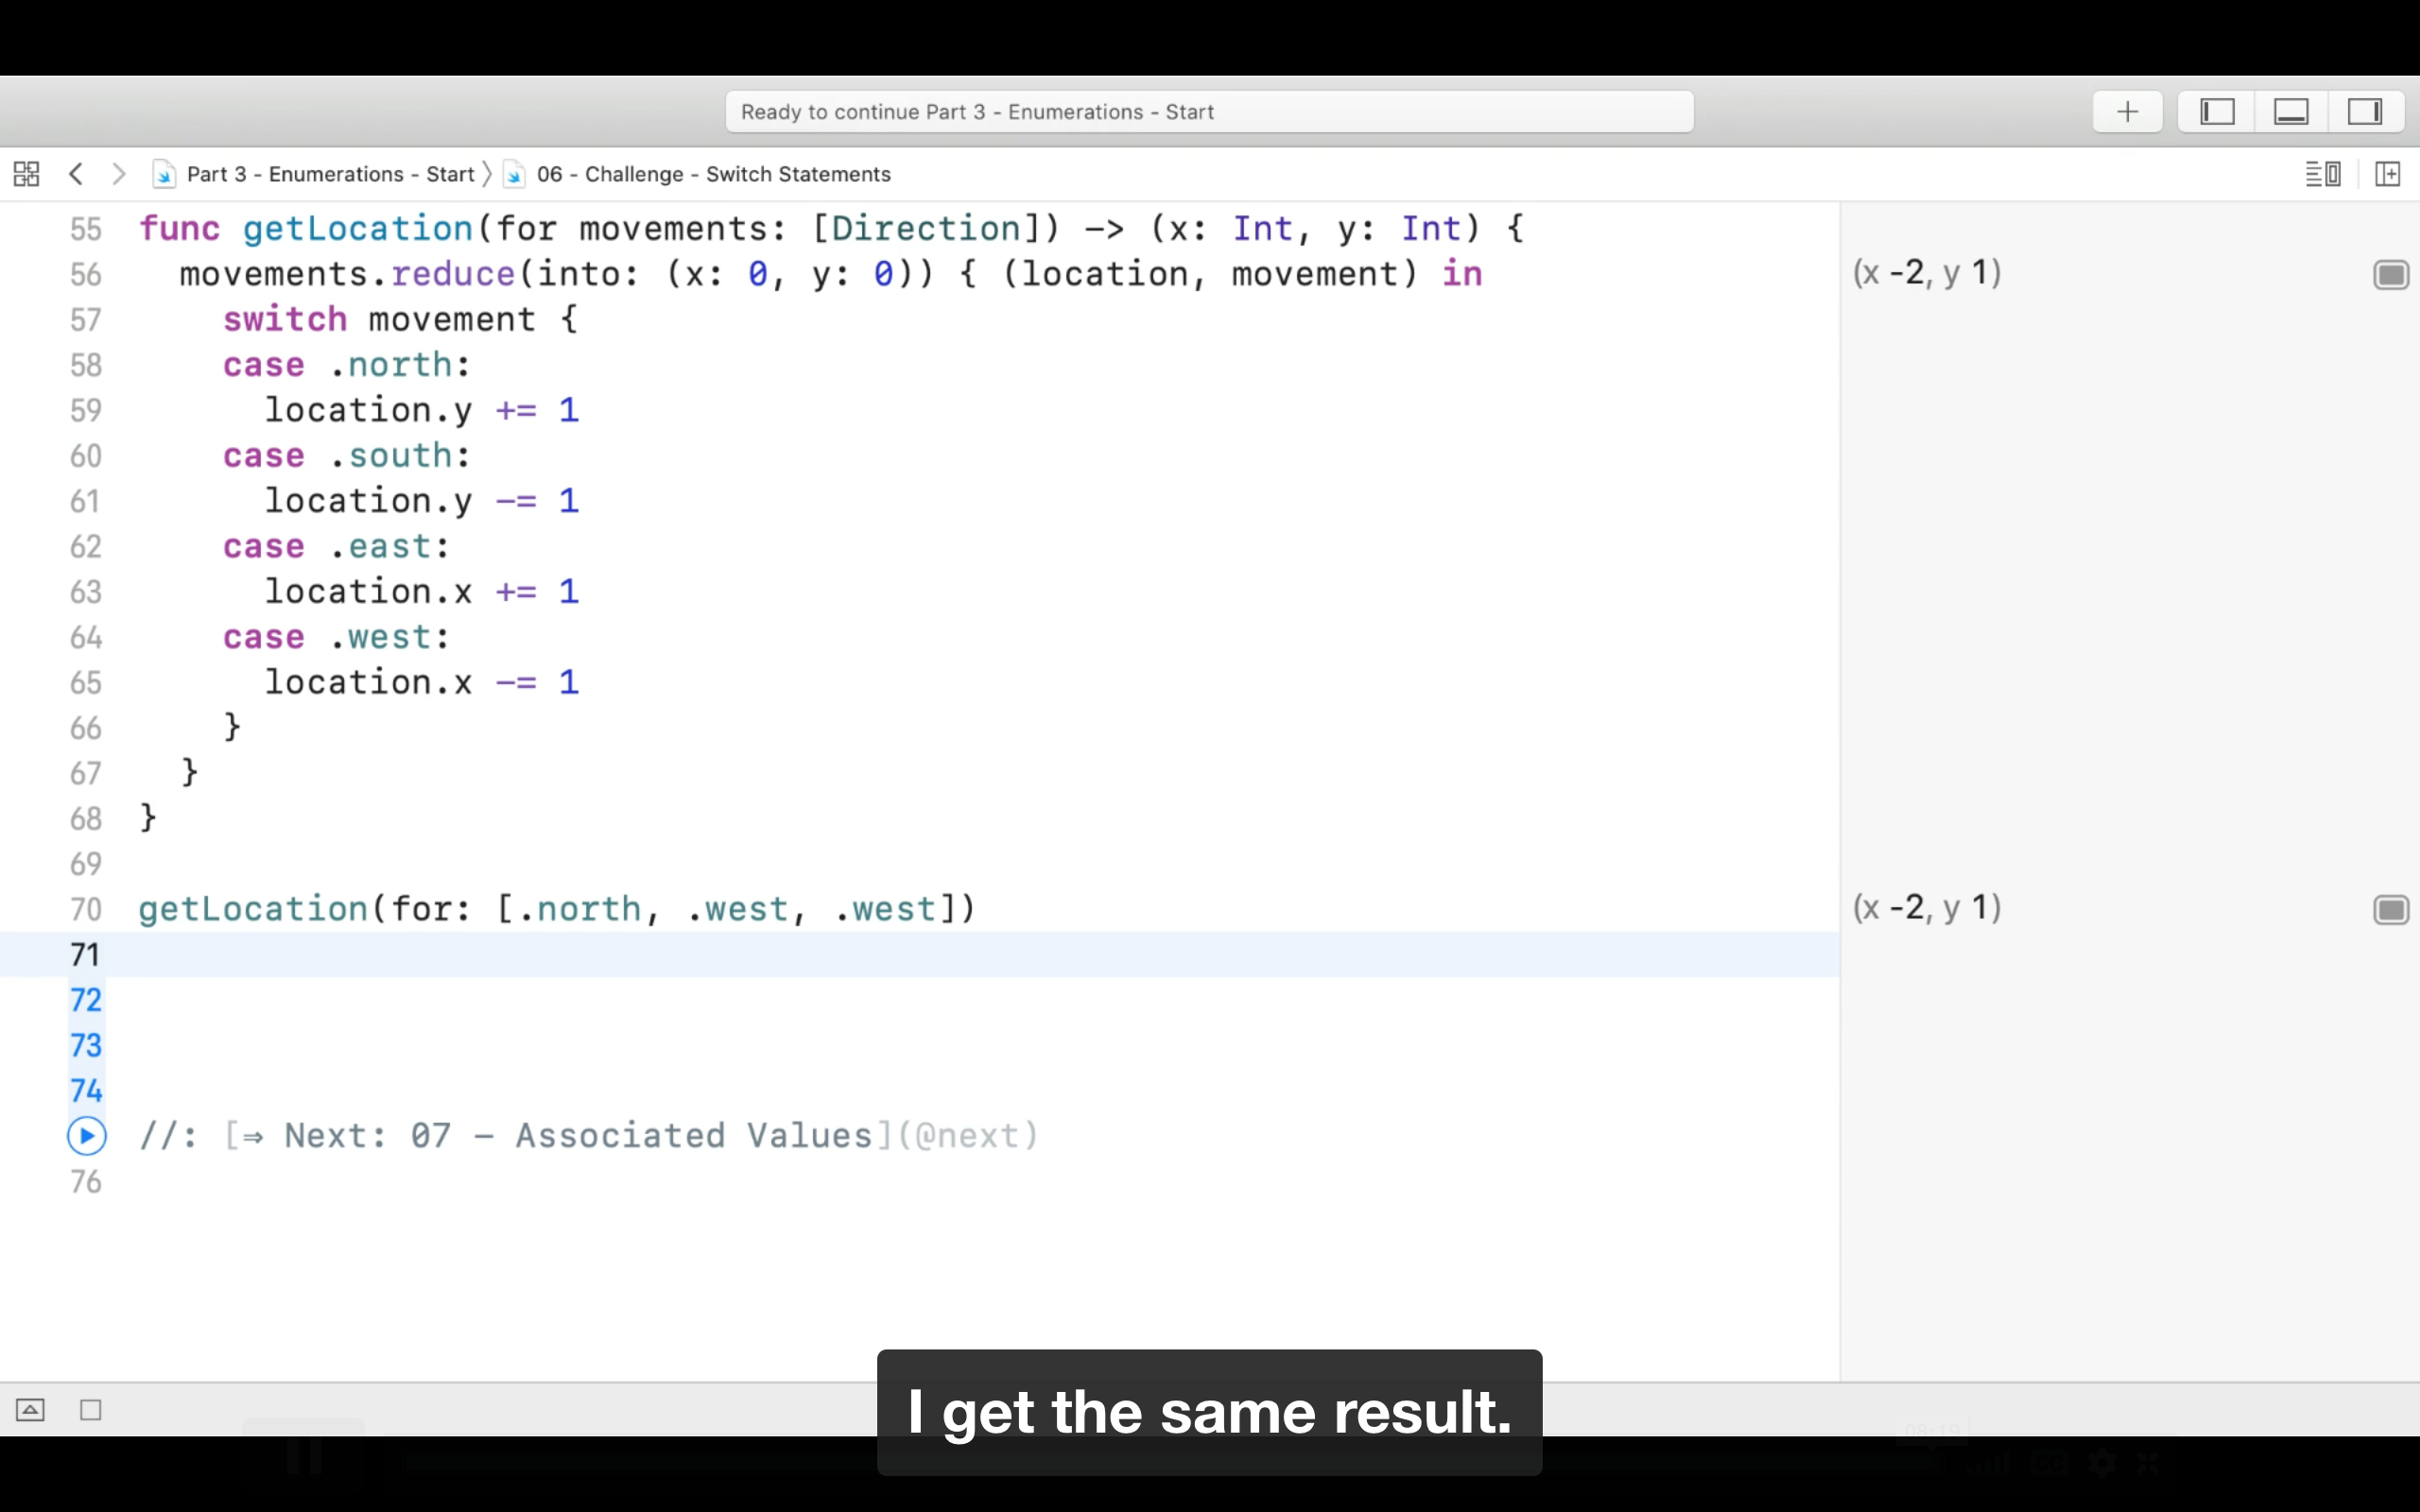 Ready to continue Part 3 - Enumerations - Start
Part 3 - Enumerations - Start 〉 06 - Challenge - Switch Statements
55 func getLocation(for movements: [Direction]) -> (x: Int, y: Int) {
56 movements.reduce(into: (x: 0, y: 0)) { (location, movement) in (x -2, y 1)
57 switch movement {
58 case .north:
59 location.y += 1
60 case .south:
61 location.y -= 1
62 case .east:
63 location.x += 1
64 case .west:
65 location.x -= 1
66 }
67 }
68 }
69
70 getLocation(for: [.north, .west, .west]) (x -2, y 1)
71
72
73
74
//: [⇒ Next: 07 - Associated Values](@next)
76
I get the same result.